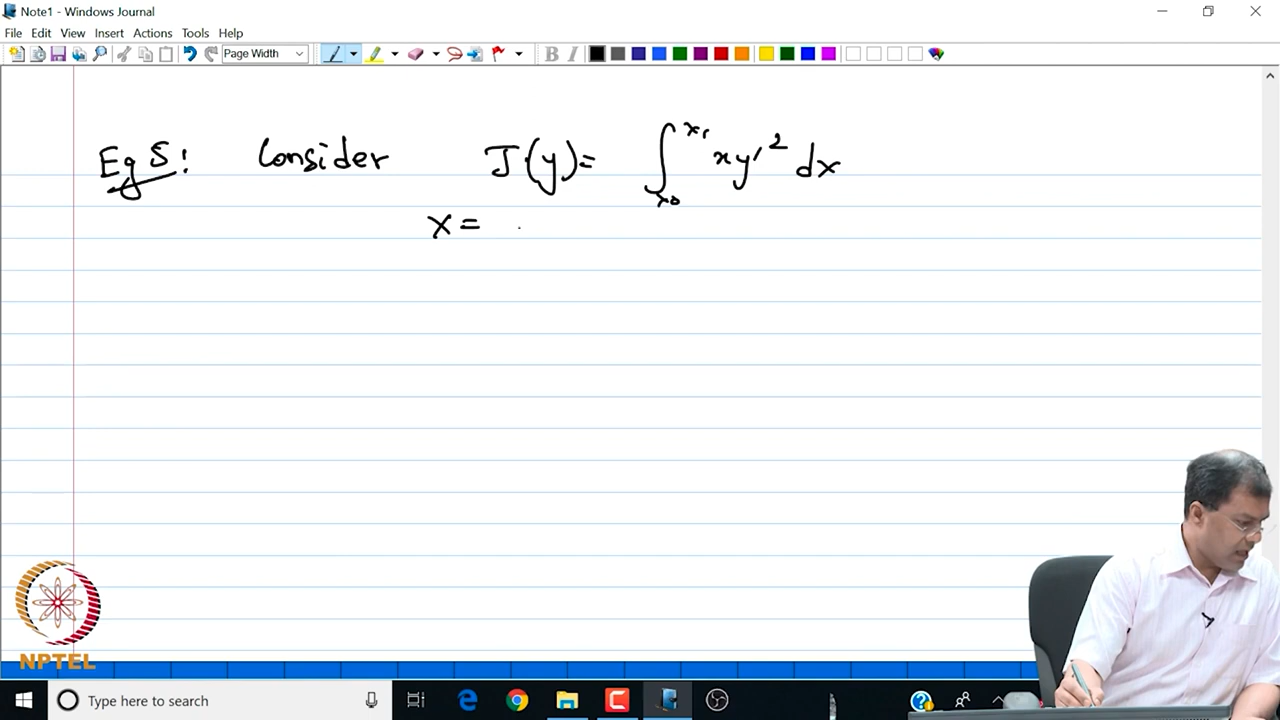 Note1 - Windows Journal
File Edit View Insert Actions Tools Help
Page Width
B I
Eg 5: Consider J(y)= ∫_{x0}^{x1} xy'² dx
x =
NPTEL
Type here to search